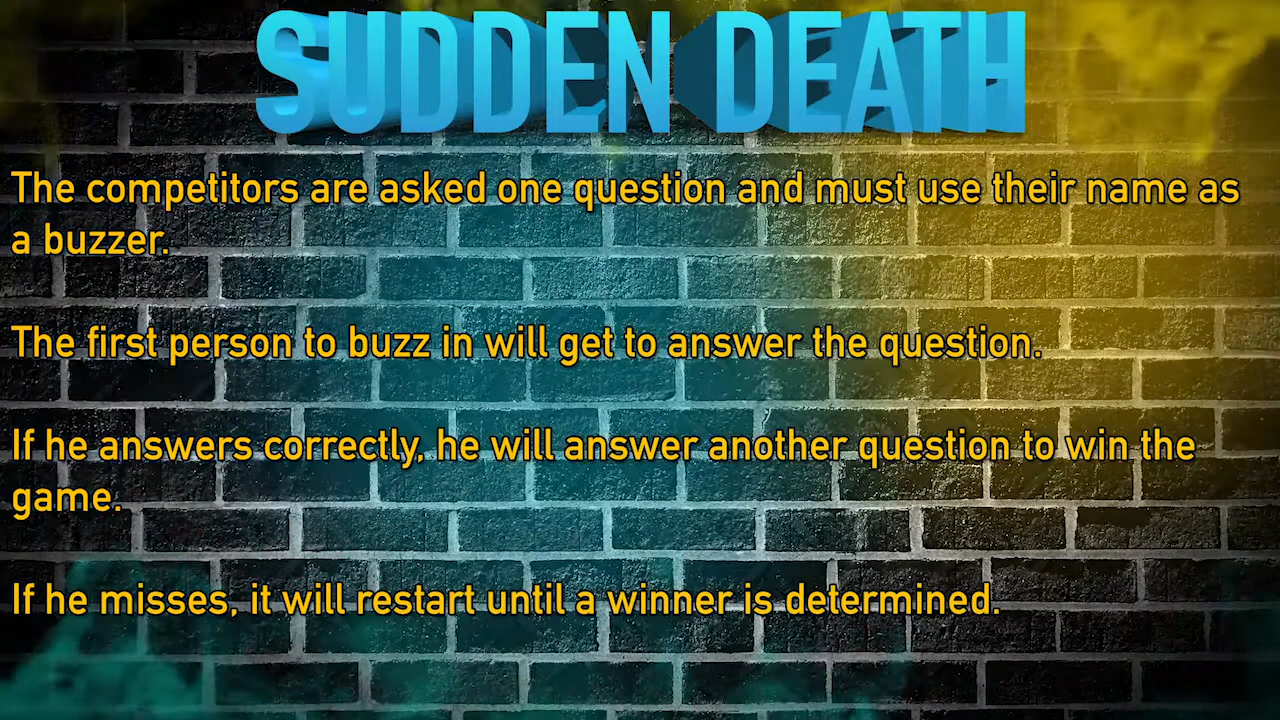 SUDDEN DEATH
The competitors are asked one question and must use their name as
a buzzer.
The first person to buzz in will get to answer the question.
If he answers correctly, he will answer another question to win the
game.
If he misses, it will restart until a winner is determined.